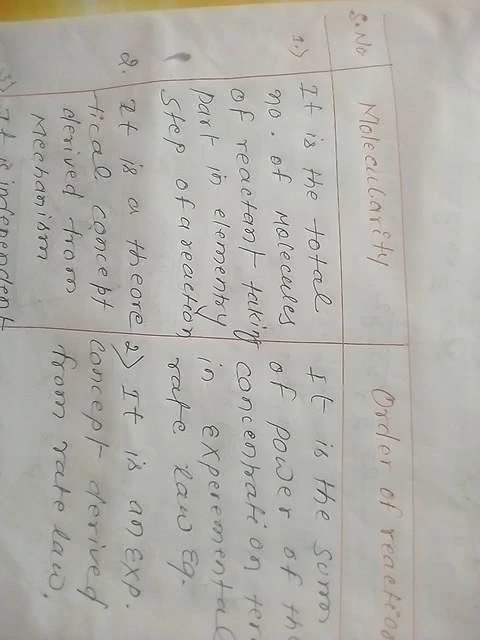 S.No
Molecularity
Order of reaction
1.)
It is the total
no. of Molecules
of reactant taking
part in elementry
Step of a reaction
It is the sum
of power of the
concentration ter
in experemental
rate law Eq.
2.
It is a theore
tical concept
derived from
Mechanism
2) It is an Exp.
concept derived
from rate law.
3)
It is independent